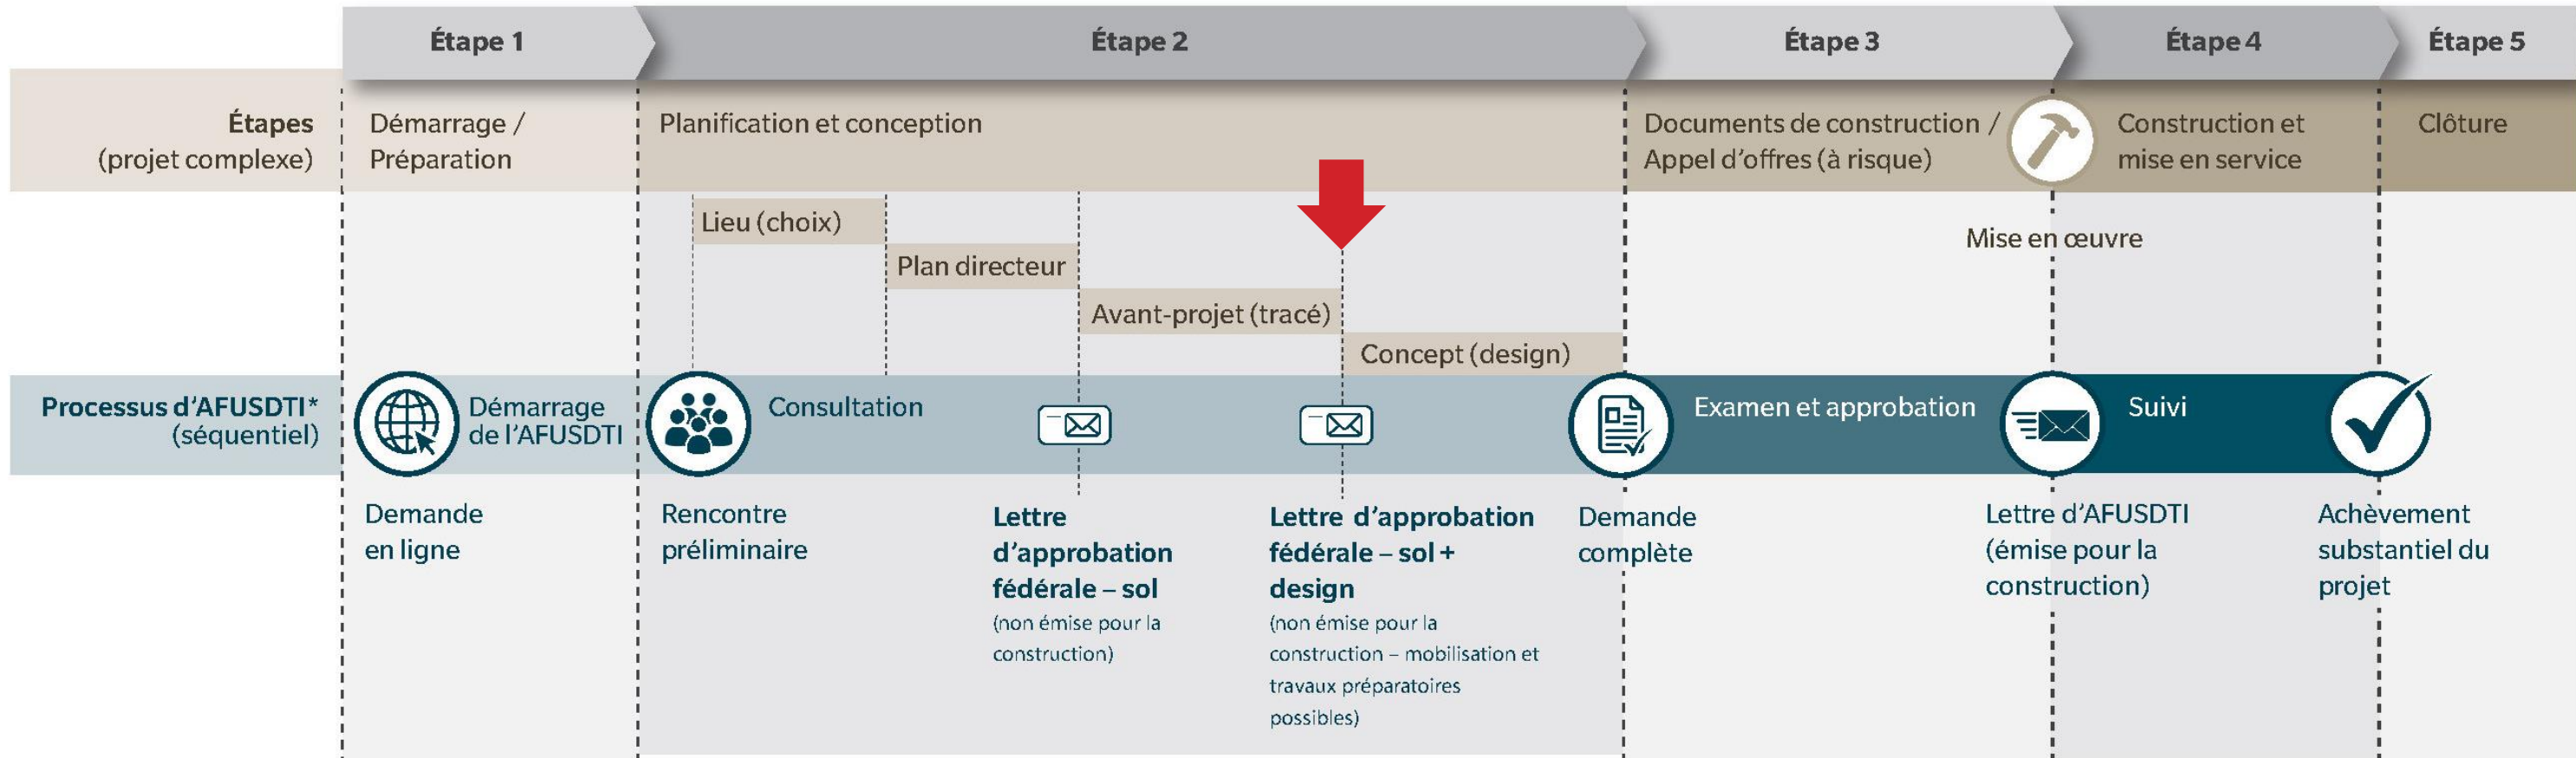 Étape 1
Étape 2
Étape 3
Étape 4
Étape 5
Étapes
(projet complexe)
Démarrage /
Préparation
Planification et conception
Documents de construction /
Appel d'offres (à risque)
Construction et
mise en service
Clôture
Lieu (choix)
Plan directeur
Avant-projet (tracé)
Concept (design)
Mise en œuvre
Processus d'AFUSDTI*
(séquentiel)
Démarrage
de l'AFUSDTI
Consultation
Examen et approbation
Suivi
Demande
en ligne
Rencontre
préliminaire
Lettre
d'approbation
fédérale – sol
(non émise pour la
construction)
Lettre d'approbation
fédérale – sol +
design
(non émise pour la
construction – mobilisation et
travaux préparatoires
possibles)
Demande
complète
Lettre d'AFUSDTI
(émise pour la
construction)
Achèvement
substantiel du
projet